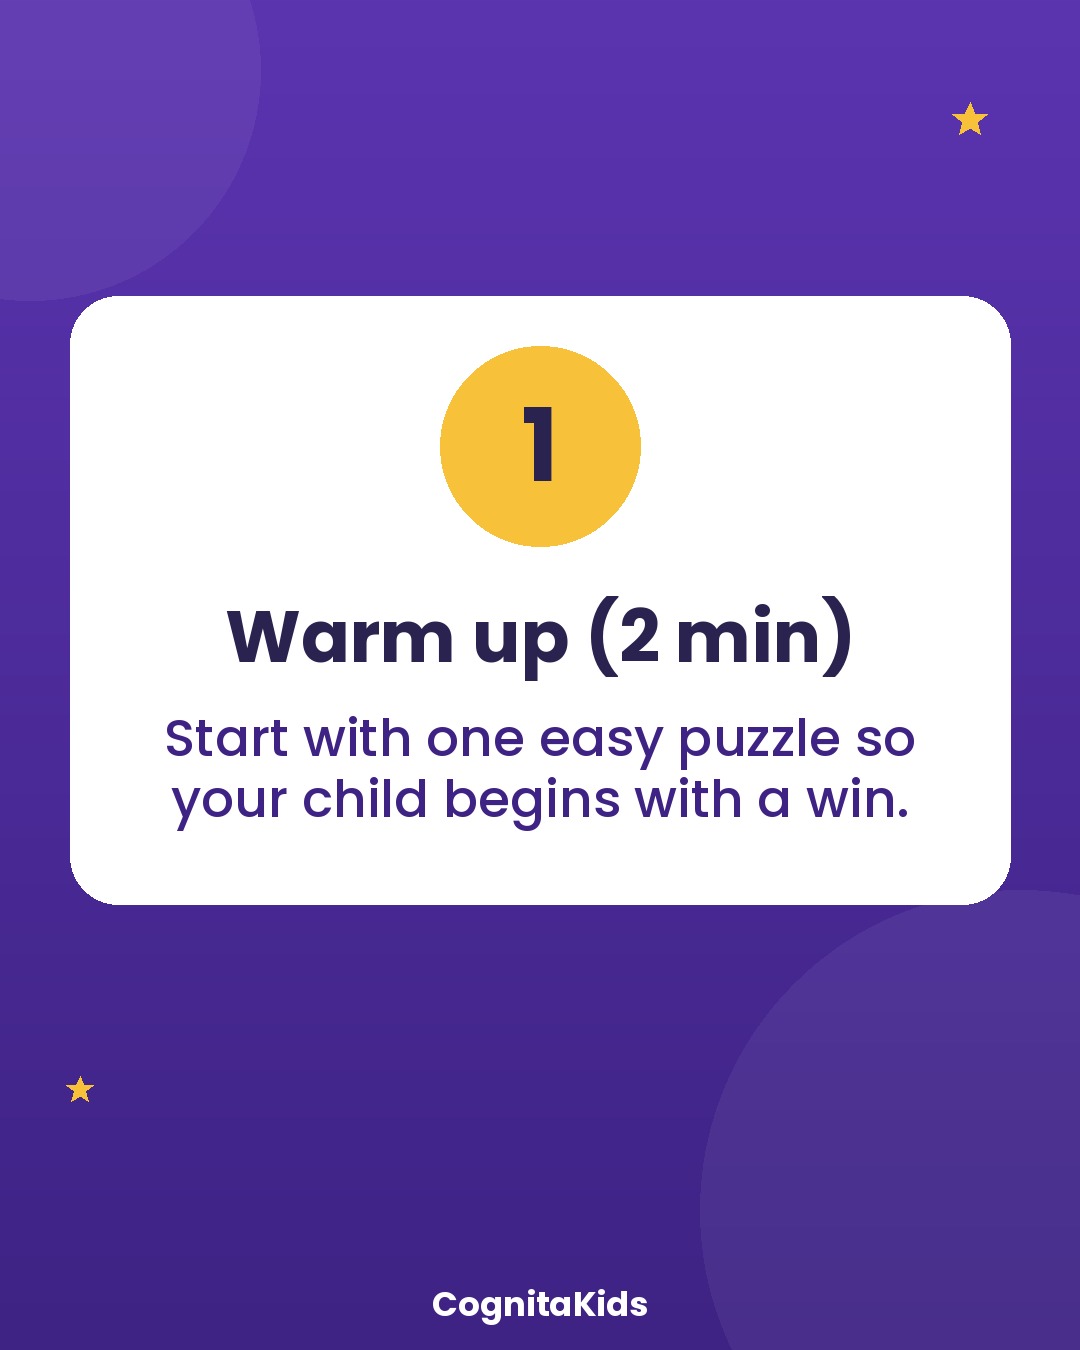 1
Warm up (2 min)
Start with one easy puzzle so
your child begins with a win.
CognitaKids